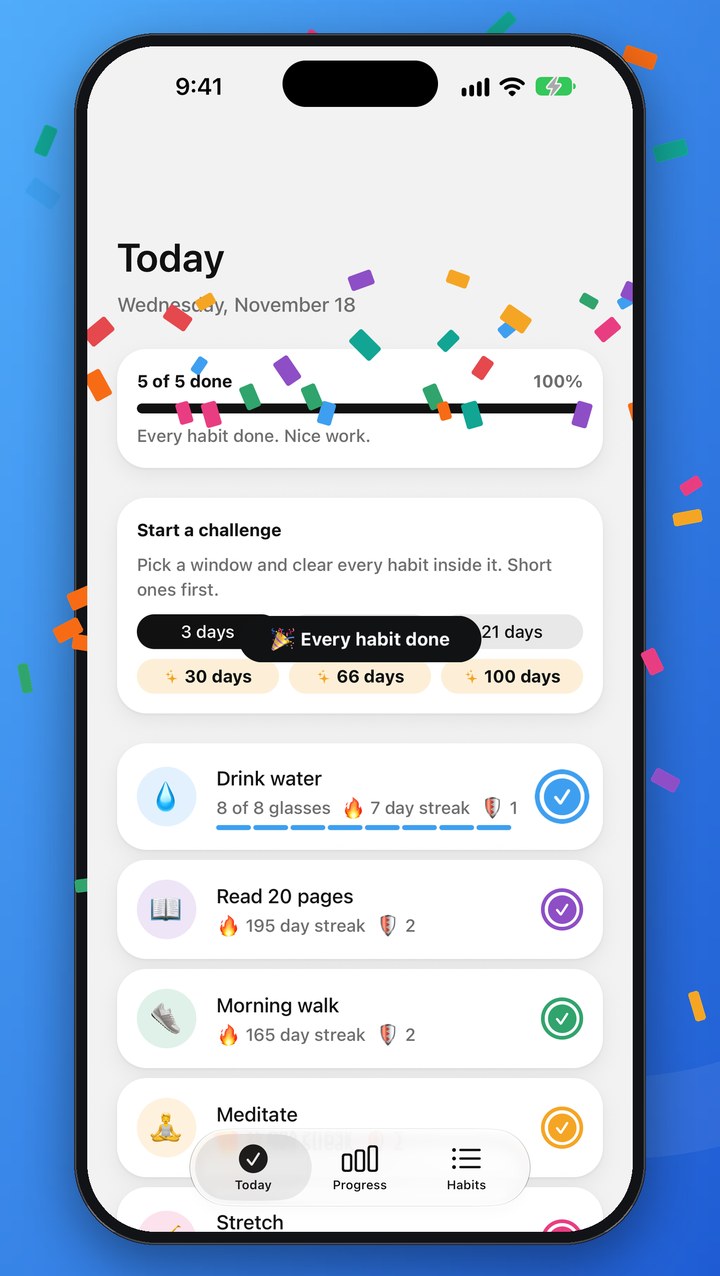 9:41
Today
Wednesday, November 18
5 of 5 done 100%
Every habit done. Nice work.
Start a challenge
Pick a window and clear every habit inside it. Short
ones first.
3 days 21 days
🎉 Every habit done
30 days 66 days 100 days
Drink water
8 of 8 glasses 🔥 7 day streak 1
Read 20 pages
🔥 195 day streak 2
Morning walk
🔥 165 day streak 2
Meditate
Today Progress Habits
Stretch